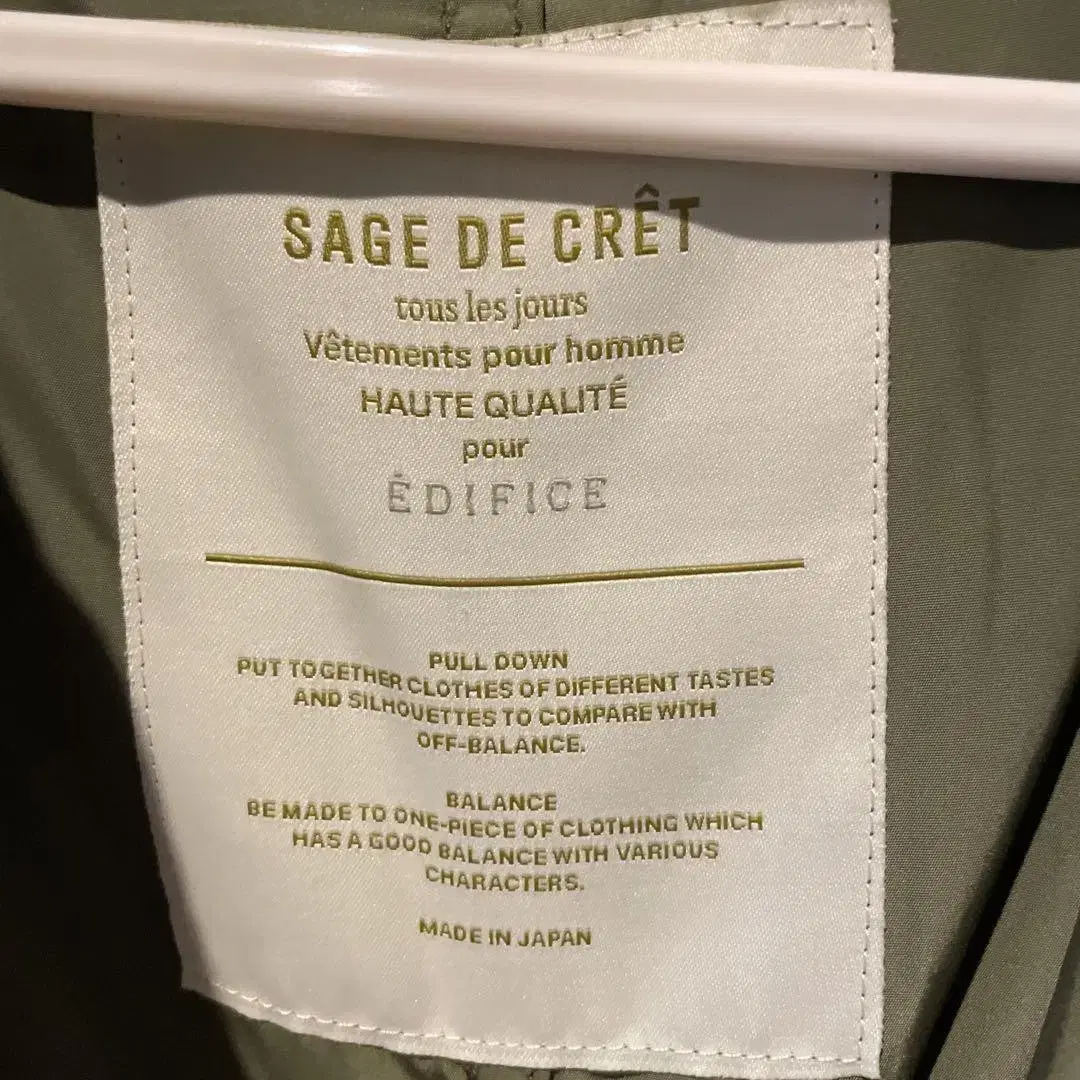 SAGE DE CRÊT
tous les jours
Vêtements pour homme
HAUTE QUALITÉ
pour
ÉDIFICE
PULL DOWN
PUT TOGETHER CLOTHES OF DIFFERENT TASTES
AND SILHOUETTES TO COMPARE WITH
OFF-BALANCE.
BALANCE
BE MADE TO ONE-PIECE OF CLOTHING WHICH
HAS A GOOD BALANCE WITH VARIOUS
CHARACTERS.
MADE IN JAPAN